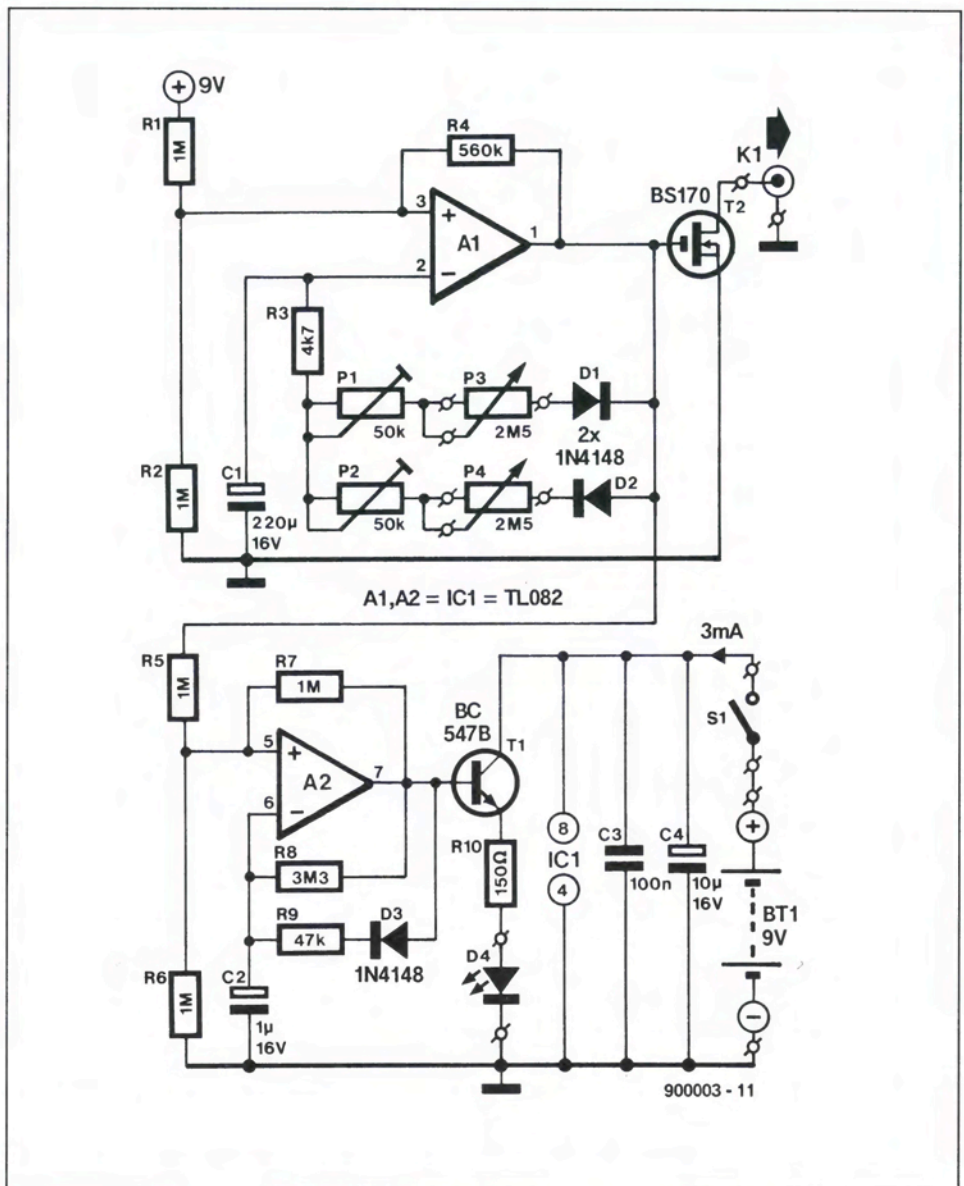 + 9V
R1
1M
R4
560k
K1
BS170
T2
3
+
A1
1
2
−
R3
4k7
P1
50k
P3
2M5
D1
2x
1N4148
P2
50k
P4
2M5
D2
R2
1M
C1
220µ
16V
A1,A2 = IC1 = TL082
3mA
R5
1M
R7
1M
BC
547B
T1
S1
5
+
A2
7
6
−
R8
3M3
R9
47k
D3
1N4148
R10
150Ω
8
IC1
4
C3
100n
C4
10µ
16V
+
BT1
9V
−
D4
R6
1M
C2
1µ
16V
900003 - 11